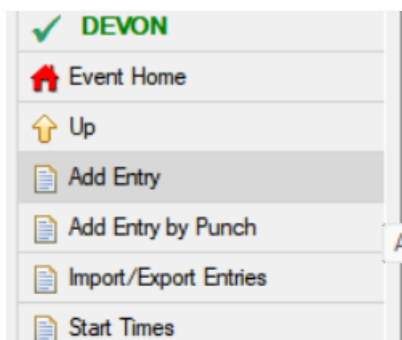 DEVON
Event Home
Up
Add Entry
Add Entry by Punch
Import/Export Entries
Start Times